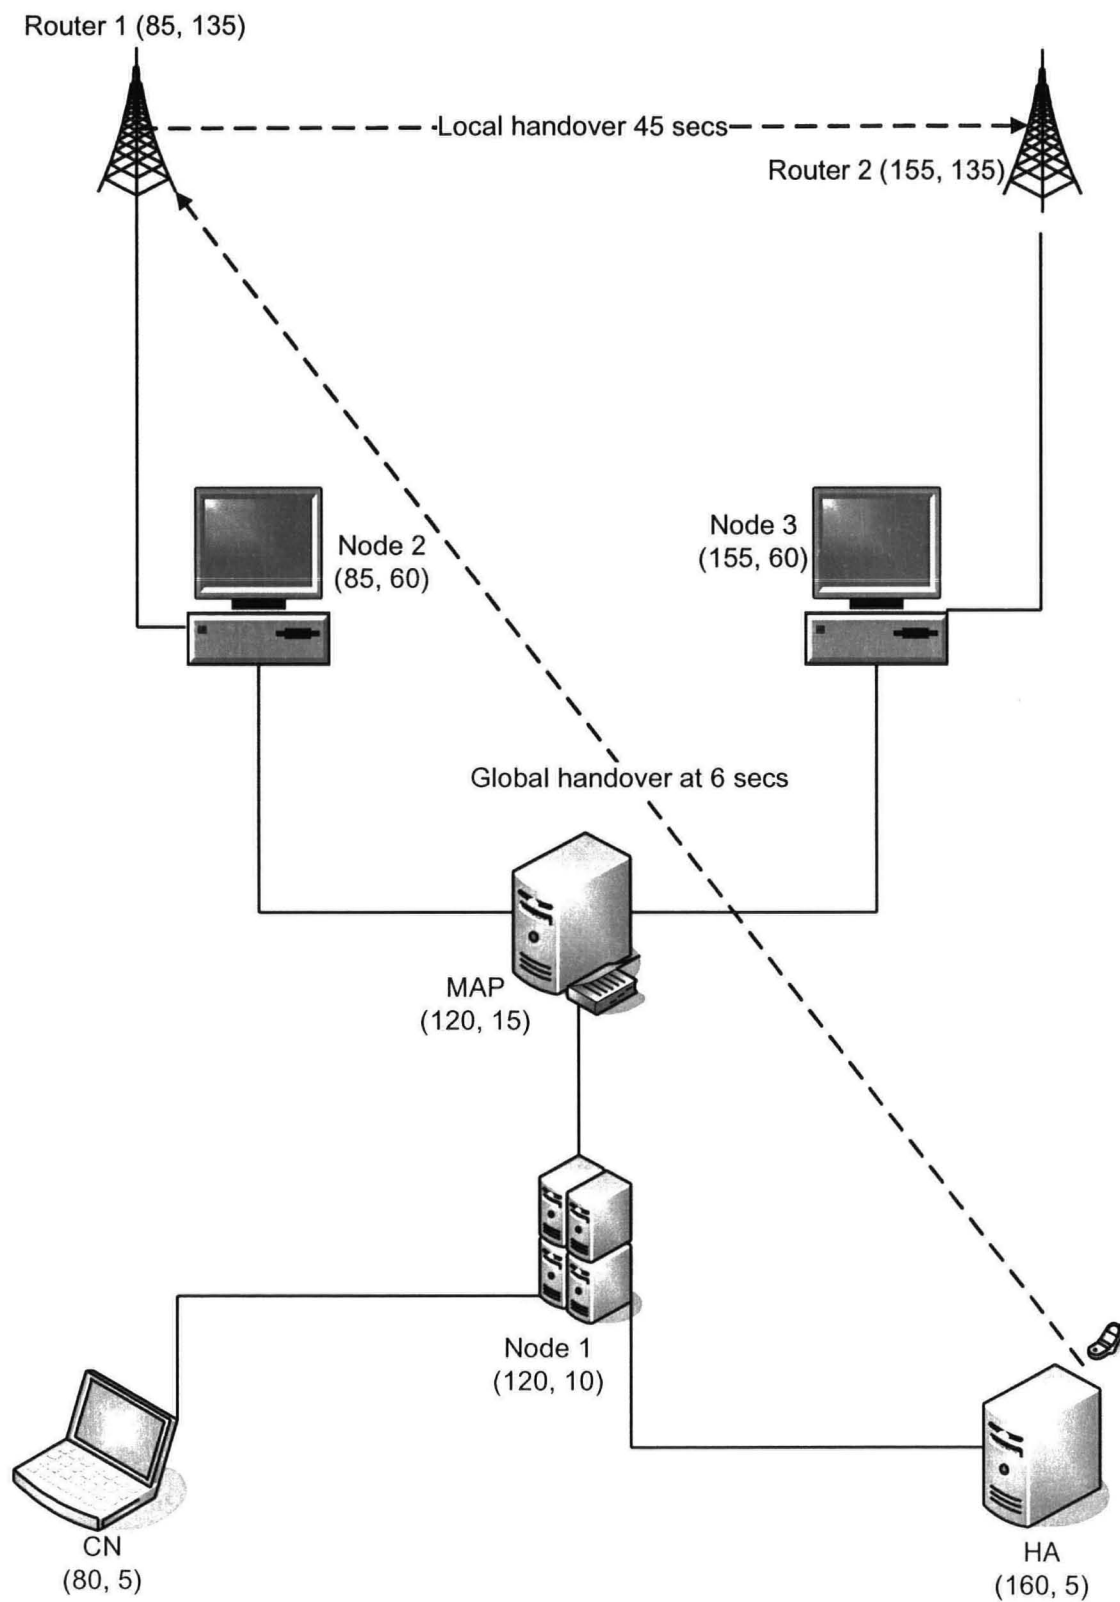 Router 1 (85, 135)
Local handover 45 secs
Router 2 (155, 135)
Node 2
(85, 60)
Node 3
(155, 60)
Global handover at 6 secs
MAP
(120, 15)
Node 1
(120, 10)
CN
(80, 5)
HA
(160, 5)